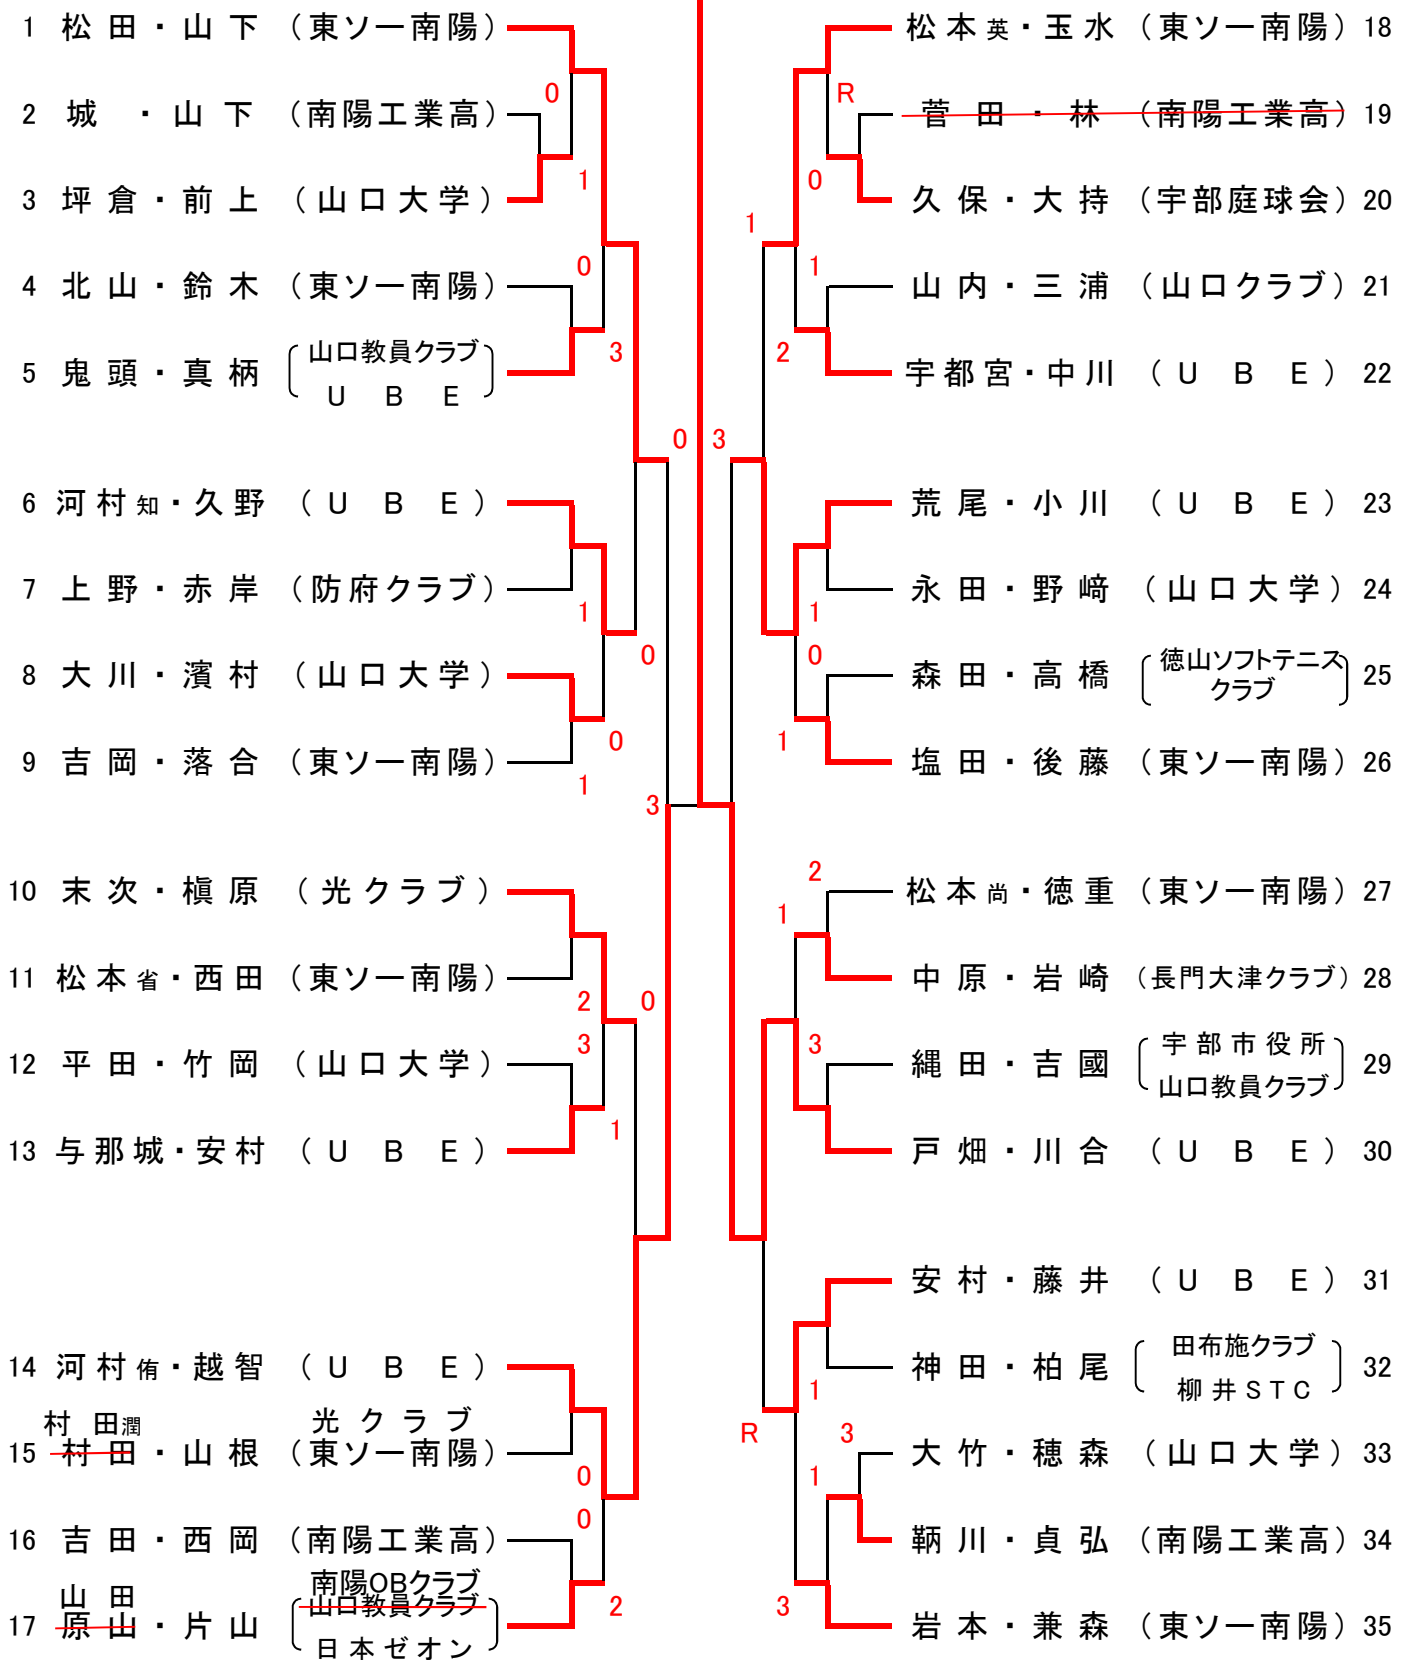 1 松田・山下 (東ソー南陽)
0
2 城・山下 (南陽工業高)
1
3 坪倉・前上 (山口大学)
0
4 北山・鈴木 (東ソー南陽)
3
山口教員クラブ
5 鬼頭・真柄
U B E
0
6 河村知・久野 (U B E)
7 上野・赤岸 (防府クラブ)
1
0
8 大川・濱村 (山口大学)
0
9 吉岡・落合 (東ソー南陽)
1
3
10 末次・槇原 (光クラブ)
11 松本省・西田 (東ソー南陽)
2
0
3
12 平田・竹岡 (山口大学)
1
13 与那城・安村 (U B E)
14 河村侑・越智 (U B E)
村田潤 光クラブ
15 村田・山根 (東ソー南陽)
0
0
16 吉田・西岡 (南陽工業高)
山田 南陽OBクラブ
山口教員クラブ
17 原山・片山
日本ゼオン
2
松本英・玉水 (東ソー南陽) 18
R
菅田・林 (南陽工業高) 19
0
久保・大持 (宇部庭球会) 20
1
1
山内・三浦 (山口クラブ) 21
2
宇都宮・中川 (U B E) 22
3
荒尾・小川 (U B E) 23
永田・野﨑 (山口大学) 24
1
0
徳山ソフトテニス
森田・高橋 25
クラブ
1
塩田・後藤 (東ソー南陽) 26
2
松本尚・徳重 (東ソー南陽) 27
1
中原・岩崎 (長門大津クラブ) 28
3
宇部市役所
縄田・吉國 29
山口教員クラブ
戸畑・川合 (U B E) 30
安村・藤井 (U B E) 31
田布施クラブ
神田・柏尾 32
柳井STC
1
R
3
大竹・穂森 (山口大学) 33
1
鞆川・貞弘 (南陽工業高) 34
3
岩本・兼森 (東ソー南陽) 35